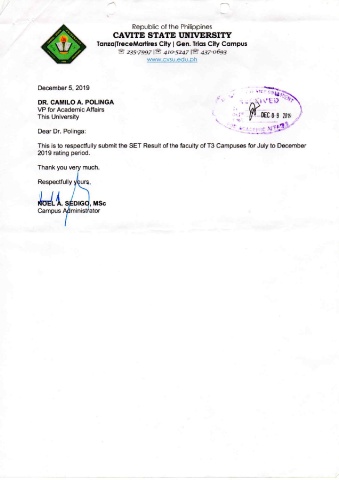 Republic of the Philippines
CAVITE STATE UNIVERSITY
Tanza|TreceMartires City | Gen. Trias City Campus
☏ 235-7997 |☏ 410-5247 |☏ 437-0693
www.cvsu.edu.ph
December 5, 2019
DR. CAMILO A. POLINGA
VP for Academic Affairs
This University
RECEIVED
DEC 09 2019
Dear Dr. Polinga:
This is to respectfully submit the SET Result of the faculty of T3 Campuses for July to December
2019 rating period.
Thank you very much.
Respectfully yours,
NOEL A. SEDIGO, MSc
Campus Administrator